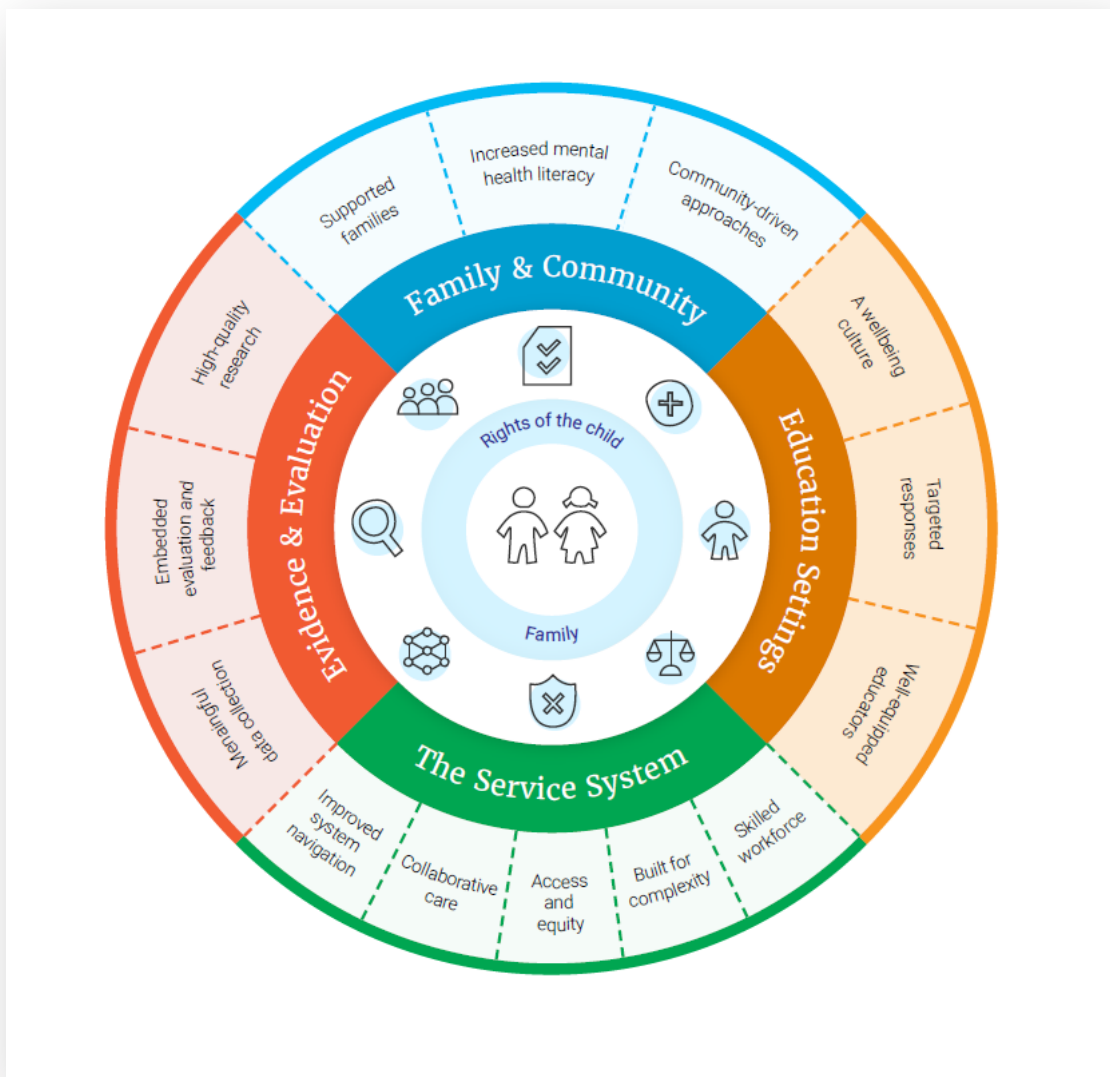 Supported
families
Increased mental
health literacy
Community-driven
approaches
Family & Community
A wellbeing
culture
Targeted
responses
Well-equipped
educators
Education Settings
Skilled
workforce
Built for
complexity
Access
and
equity
Collaborative
care
Improved
system
navigation
The Service System
Menaingful
data collection
Embedded
evaluation and
feedback
High-quality
research
Evidence & Evaluation
Rights of the child
Family